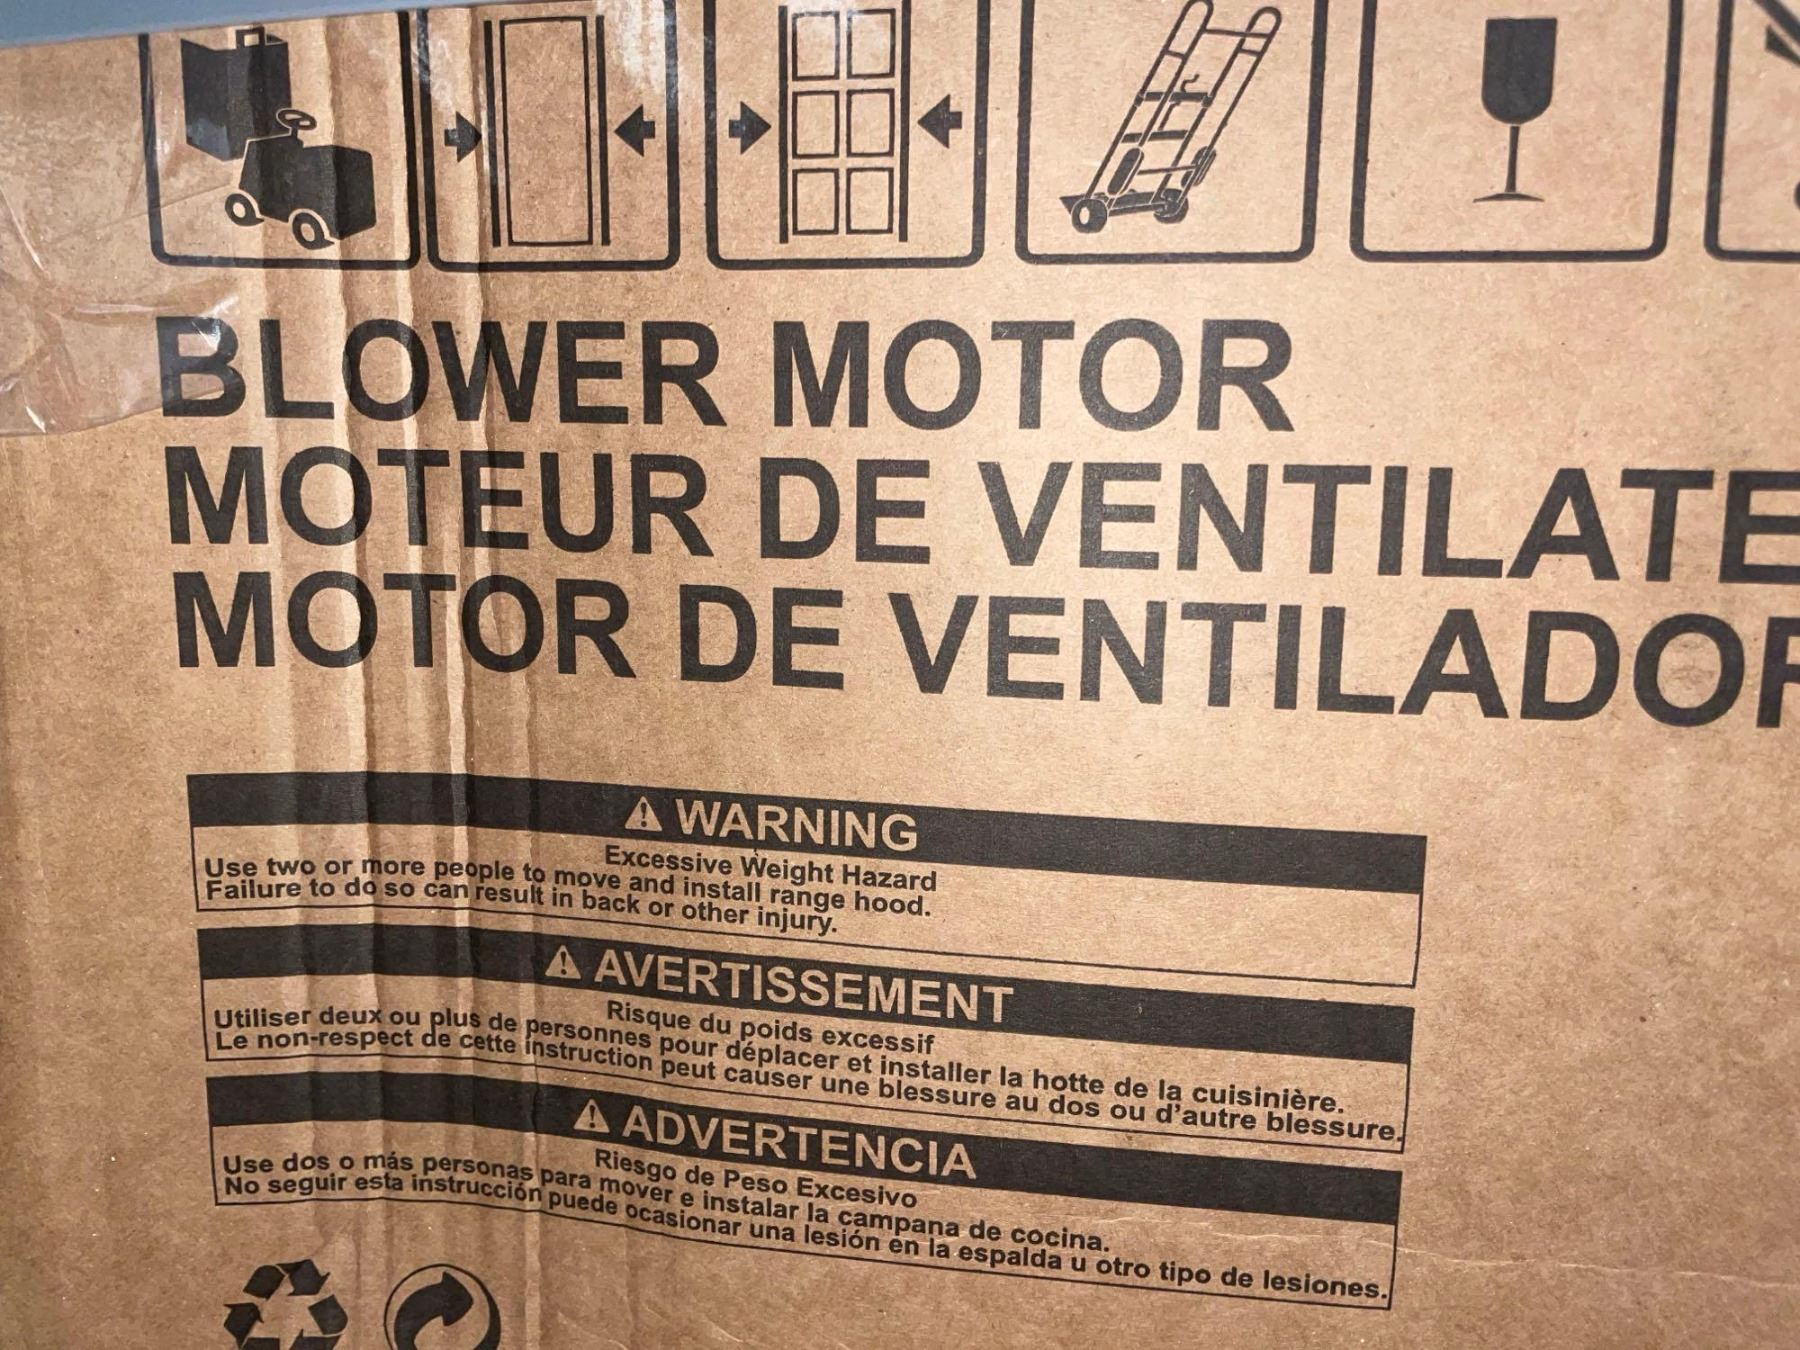 BLOWER MOTOR
MOTEUR DE VENTILATE
MOTOR DE VENTILADOR
⚠ WARNING
Excessive Weight Hazard
Use two or more people to move and install range hood.
Failure to do so can result in back or other injury.
⚠ AVERTISSEMENT
Risque du poids excessif
Utiliser deux ou plus de personnes pour déplacer et installer la hotte de la cuisinière.
Le non-respect de cette instruction peut causer une blessure au dos ou d'autre blessure.
⚠ ADVERTENCIA
Riesgo de Peso Excesivo
Use dos o más personas para mover e instalar la campana de cocina.
No seguir esta instrucción puede ocasionar una lesión en la espalda u otro tipo de lesiones.